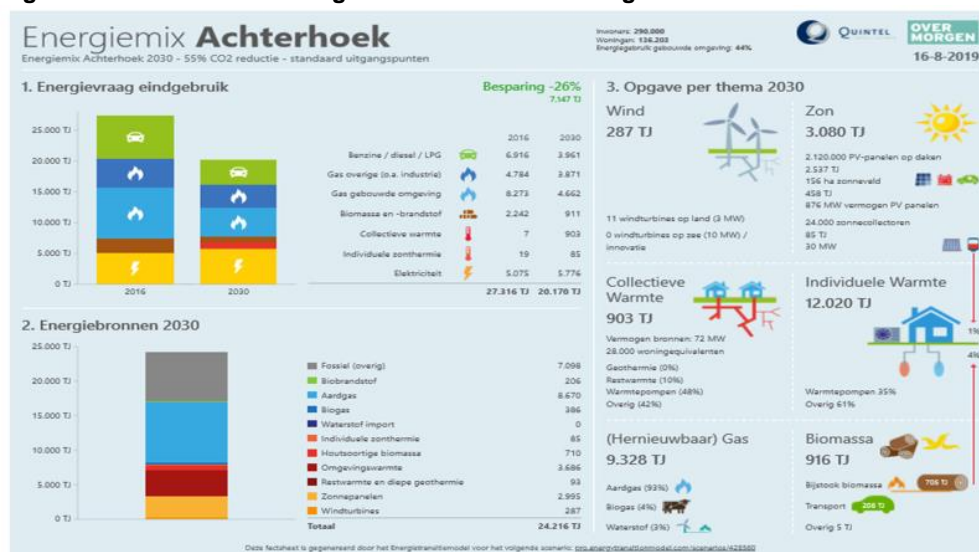 Energiemix Achterhoek
Energiemix Achterhoek 2030 - 55% CO2 reductie - standaard uitgangspunten
Inwoners: 290.000
Woningen: 136.202
Energiegebruik gebouwde omgeving: 44%
QUINTEL
OVER
MORGEN
16-8-2019
1. Energievraag eindgebruik
Besparing -26%
7.147 TJ
25.000 TJ
20.000 TJ
15.000 TJ
10.000 TJ
5.000 TJ
0 TJ
2016
2030
2016 2030
Benzine / diesel / LPG 6.916 3.961
Gas overige (o.a. industrie) 4.784 3.871
Gas gebouwde omgeving 8.273 4.662
Biomassa en -brandstof 2.242 911
Collectieve warmte 7 903
Individuele zonthermie 19 85
Elektriciteit 5.075 5.776
27.316 TJ 20.170 TJ
2. Energiebronnen 2030
25.000 TJ
20.000 TJ
15.000 TJ
10.000 TJ
5.000 TJ
0 TJ
Fossiel (overig) 7.098
Biobrandstof 206
Aardgas 8.670
Biogas 386
Waterstof import 0
Individuele zonthermie 85
Houtsoortige biomassa 710
Omgevingswarmte 3.686
Restwarmte en diepe geothermie 93
Zonnepanelen 2.995
Windturbines 287
Totaal 24.216 TJ
3. Opgave per thema 2030
Wind
287 TJ
11 windturbines op land (3 MW)
0 windturbines op zee (10 MW) /
innovatie
Zon
3.080 TJ
2.120.000 PV-panelen op daken
2.537 TJ
156 ha zonneveld
458 TJ
876 MW vermogen PV panelen
24.000 zonnecollectoren
85 TJ
30 MW
Collectieve
Warmte
903 TJ
Vermogen bronnen: 72 MW
28.000 woningequivalenten
Geothermie (0%)
Restwarmte (10%)
Warmtepompen (48%)
Overig (42%)
Individuele Warmte
12.020 TJ
1%
4%
Warmtepompen 35%
Overig 61%
(Hernieuwbaar) Gas
9.328 TJ
Aardgas (93%)
Biogas (4%)
Waterstof (3%)
Biomassa
916 TJ
Bijstook biomassa 706 TJ
Transport 206 TJ
Overig 5 TJ
Deze factsheet is gegenereerd door het Energietransitiemodel voor het volgende scenario: pro.energytransitionmodel.com/scenarios/428560